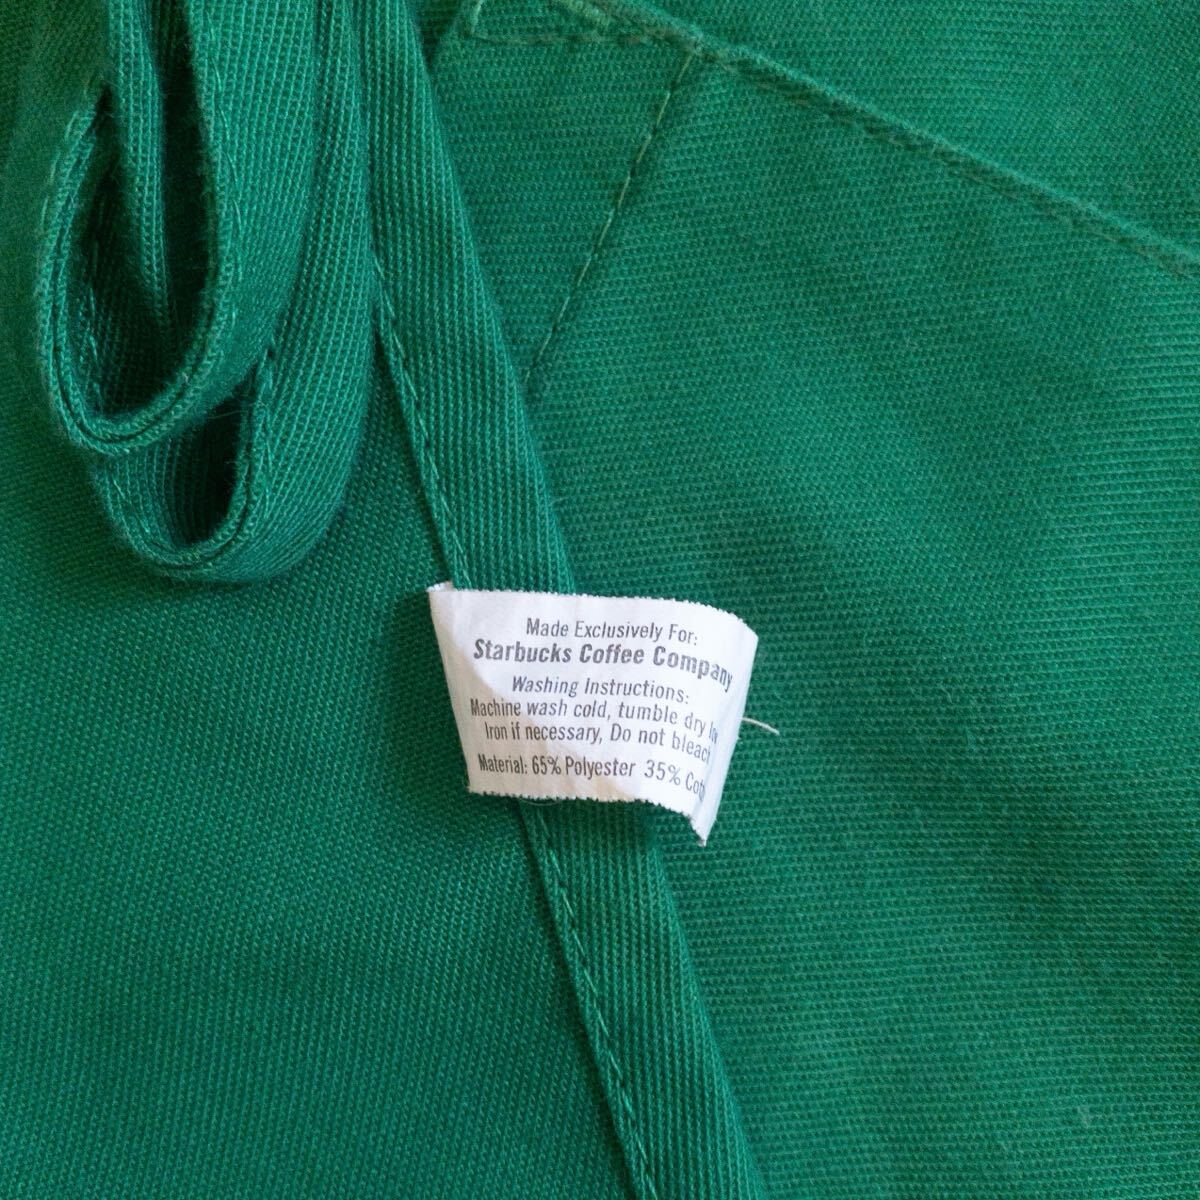 Made Exclusively For:
Starbucks Coffee Company
Washing Instructions:
Machine wash cold, tumble dry
Iron if necessary, Do not bleach
Material: 65% Polyester 35%